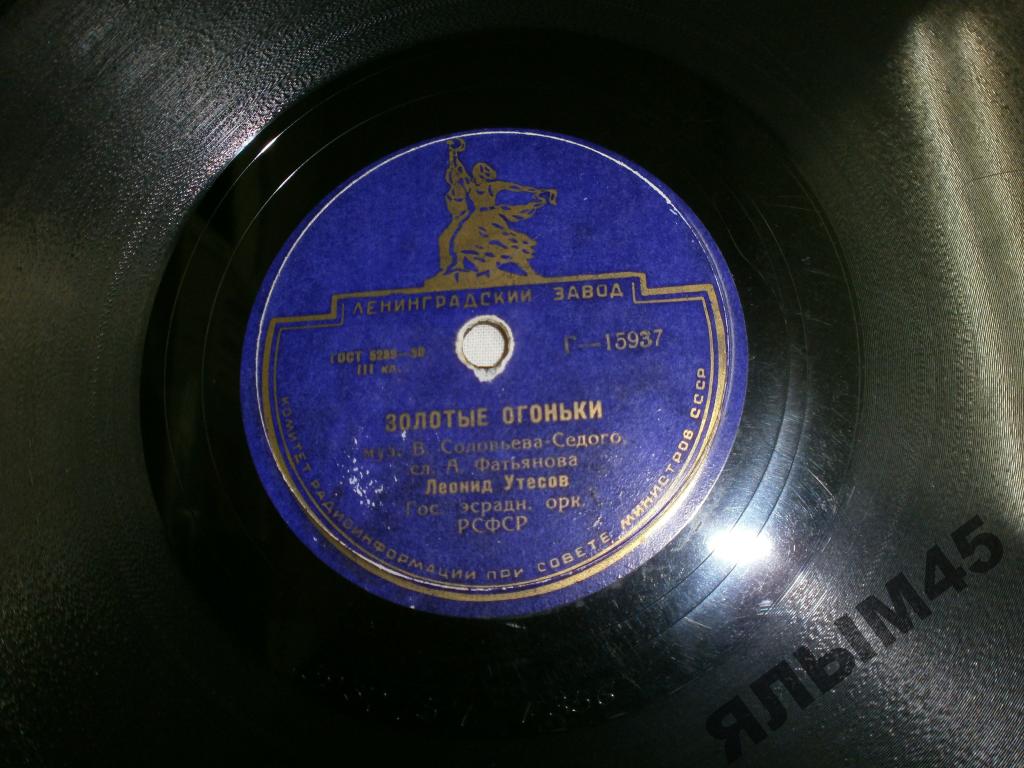 ЛЕНИНГРАДСКИЙ ЗАВОД
ГОСТ 5289—50
III кл.
Г—15937
ЗОЛОТЫЕ ОГОНЬКИ
муз. В. Соловьева-Седого,
сл. А. Фатьянова
Леонид Утесов
Гос. эсрадн. орк.
РСФСР
КОМИТЕТ РАДИОИНФОРМАЦИИ ПРИ СОВЕТЕ МИНИСТРОВ СССР
ЯЛЫМ45